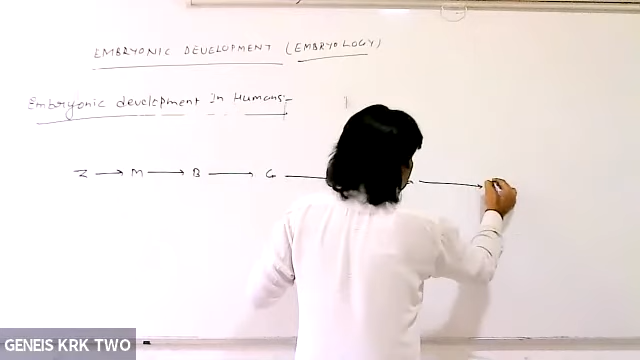 EMBRYONIC DEVELOPMENT (EMBRYOLOGY)
Embryonic development In Humans:-
Z → M → B → G →
GENEIS KRK TWO